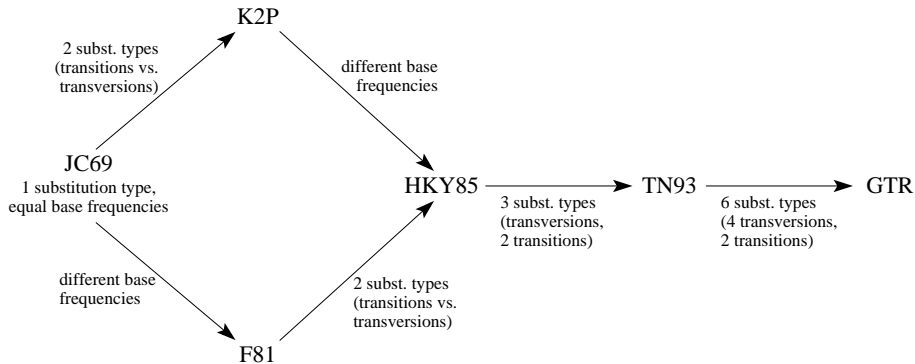 K2P
2 subst. types
(transitions vs.
transversions)
different base
frequencies
JC69
1 substitution type,
equal base frequencies
HKY85
3 subst. types
(transversions,
2 transitions)
TN93
6 subst. types
(4 transversions,
2 transitions)
GTR
different base
frequencies
2 subst. types
(transitions vs.
transversions)
F81